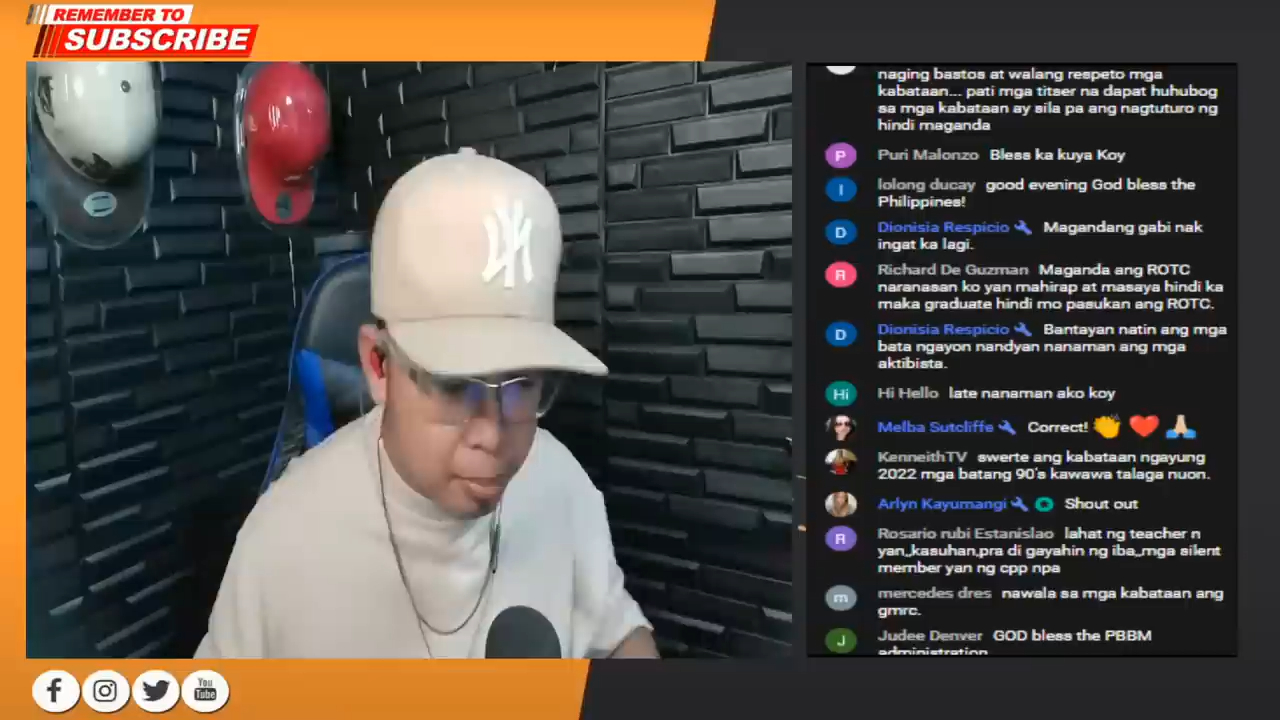 REMEMBER TO
SUBSCRIBE
naging bastos at walang respeto mga
kabataan... pati mga titser na dapat huhubog
sa mga kabataan ay sila pa ang nagtuturo ng
hindi maganda
P Puri Malonzo Bless ka kuya Koy
l lolong ducay good evening God bless the
Philippines!
D Dionisia Respicio Magandang gabi nak
ingat ka lagi.
R Richard De Guzman Maganda ang ROTC
naranasan ko yan mahirap at masaya hindi ka
maka graduate hindi mo pasukan ang ROTC.
D Dionisia Respicio Bantayan natin ang mga
bata ngayon nandyan nanaman ang mga
aktibista.
Hi Hi Hello late nanaman ako koy
Melba Sutcliffe Correct! 👏 ❤️ 🙏🏻
KenneithTV swerte ang kabataan ngayung
2022 mga batang 90's kawawa talaga nuon.
Arlyn Kayumangi Shout out
R Rosario rubi Estanislao lahat ng teacher n
yan,,kasuhan,pra di gayahin ng iba,,mga silent
member yan ng cpp npa
m mercedes dres nawala sa mga kabataan ang
gmrc.
J Judee Denver GOD bless the PBBM
administration
NY
You
Tube